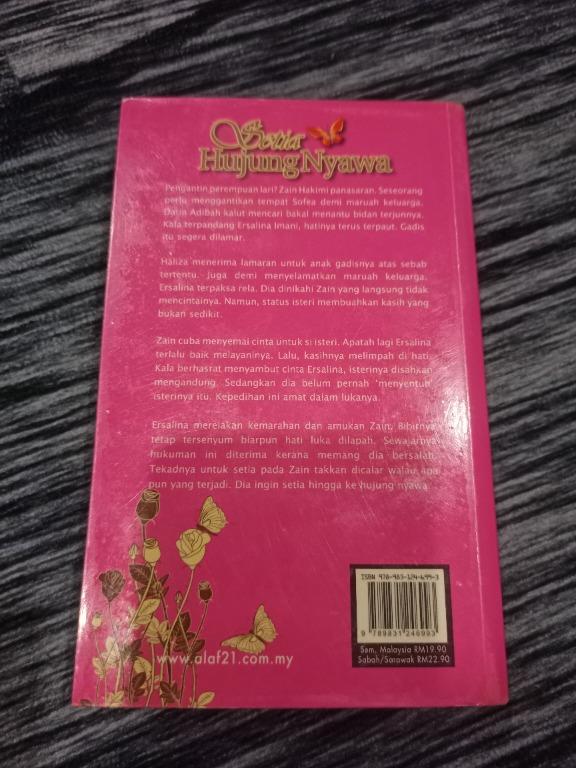 Setia
Hujung Nyawa
Pengantin perempuan lari? Zain Hakimi panasaran. Seseorang
perlu menggantikan tempat Sofea demi maruah keluarga.
Datin Adibah kalut mencari bakal menantu bidan terjunnya.
Kala terpandang Ersalina Imani, hatinya terus terpaut. Gadis
itu segera dilamar.
Haliza menerima lamaran untuk anak gadisnya atas sebab
tertentu. Juga demi menyelamatkan maruah keluarga.
Ersalina terpaksa rela. Dia dinikahi Zain yang langsung tidak
mencintainya. Namun, status isteri membuahkan kasih yang
bukan sedikit.
Zain cuba menyemai cinta untuk si isteri. Apatah lagi Ersalina
terlalu baik melayaninya. Lalu, kasihnya melimpah di hati.
Kala berhasrat menyambut cinta Ersalina, isterinya disahkan
mengandung. Sedangkan dia belum pernah 'menyentuh'
isterinya itu. Kepedihan ini amat dalam lukanya.
Ersalina merelakan kemarahan dan amukan Zain. Bibirnya
tetap tersenyum biarpun hati luka dilapah. Sewajarnya
hukuman ini diterima kerana memang dia bersalah.
Tekadnya untuk setia pada Zain takkan dicalar walau apa
pun yang terjadi. Dia ingin setia hingga ke hujung nyawa.
ISBN 978-983-124-699-3
9 789831 246993
Sem. Malaysia RM19.90
Sabah/Sarawak RM22.90
www.alaf21.com.my